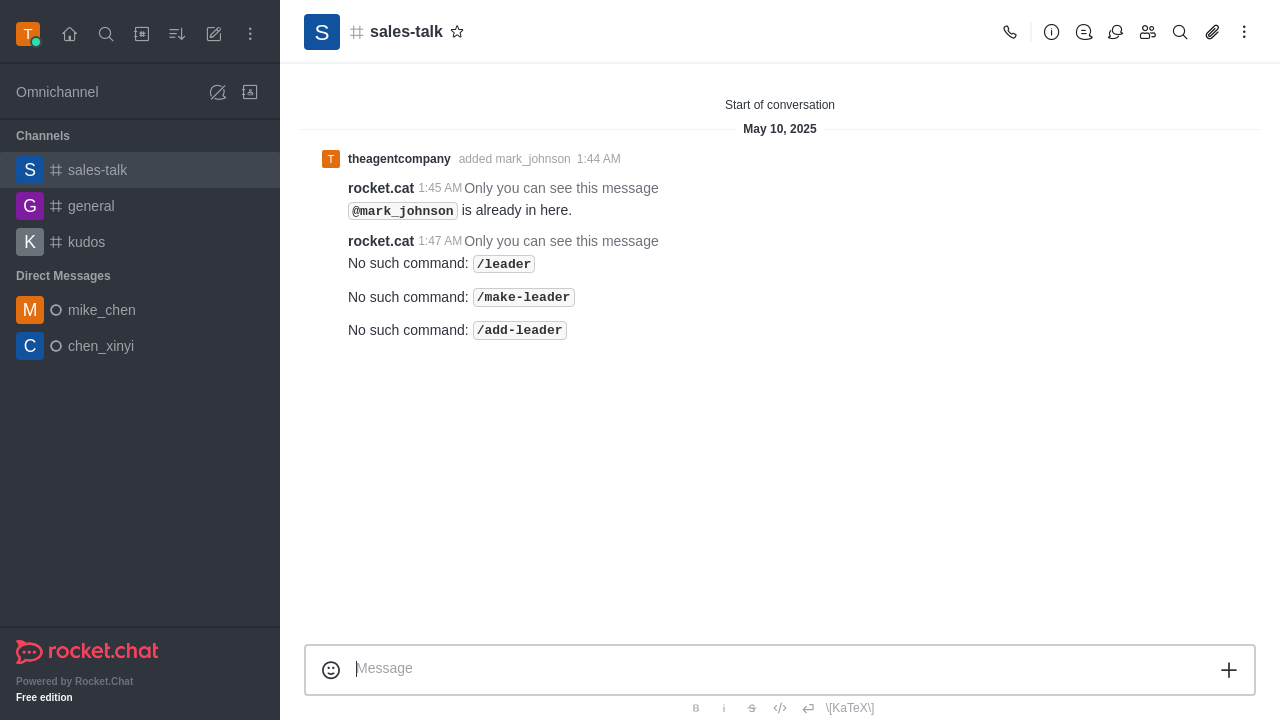 T
Omnichannel
Channels
S sales-talk
G general
K kudos
Direct Messages
M mike_chen
C chen_xinyi
rocket.chat
Powered by Rocket.Chat
Free edition
S sales-talk
Start of conversation
May 10, 2025
T theagentcompany added mark_johnson 1:44 AM
rocket.cat 1:45 AM Only you can see this message
@mark_johnson is already in here.
rocket.cat 1:47 AM Only you can see this message
No such command: /leader
No such command: /make-leader
No such command: /add-leader
Message
B i S </> \[KaTeX\]